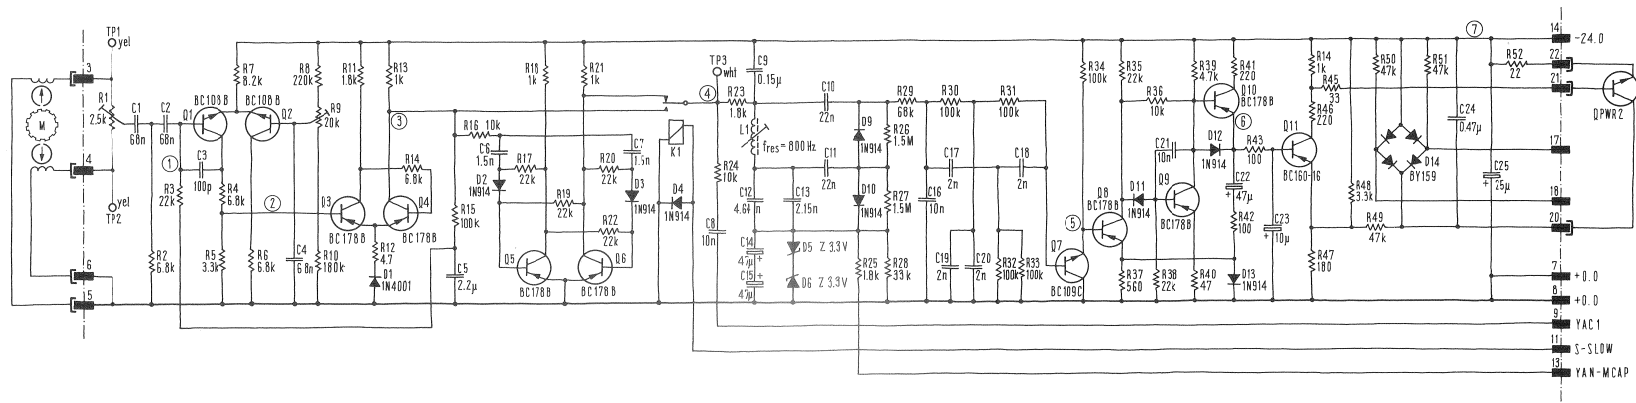 TP1
yel
3
R1
2.5k
M
4
yel
TP2
6
5
C1
68n
C2
68n
1
C3
100p
R3
22k
R2
6.8k
R7
8.2k
BC108B
BC108B
Q1
Q2
R4
6.8k
2
R5
3.3k
R6
6.8k
C4
6.8n
R8
220k
R9
20k
R10
180k
R11
1.8k
R13
1k
3
R14
6.8k
Q3
Q4
BC178B
BC178B
R12
4.7
D1
1N4001
R15
100k
C5
2.2µ
R16 10k
C6
1.5n
D2
1N914
R17
22k
R18
1k
R19
22k
R21
1k
R20
22k
R22
22k
C7
1.5n
D3
1N914
Q5
Q6
BC178B
BC178B
K1
D4
1N914
TP3
wht
4
R23
1.8k
R24
10k
C8
10n
C9
0.15µ
L1
fres = 800Hz
C10
22n
C11
22n
C12
4.64n
C13
2.15n
C14
47µ
C15
47µ
D5 Z 3.3V
D6 Z 3.3V
D9
1N914
D10
1N914
R25
1.8k
R26
1.5M
R27
1.5M
R28
33k
R29
68k
R30
100k
R31
100k
C16
10n
C17
2n
C18
2n
C19
2n
C20
2n
R32
100k
R33
100k
Q7
BC109C
R34
100k
5
R35
22k
Q8
BC178B
D11
1N914
R36
10k
C21
10n
Q9
BC178B
R37
560
R38
22k
R39
4.7k
R40
47
R41
220
Q10
BC178B
6
D12
1N914
R43
100
C22
47µ
R42
100
D13
1N914
C23
10µ
Q11
BC160-16
R14
1k
R45
33
R46
220
R47
180
R48
3.3k
R49
47k
R50
47k
R51
47k
D14
BY159
C24
0.47µ
7
C25
25µ
R52
22
QPWR2
14
-24.0
22
21
17
18
20
7
+0.0
8
+0.0
9
YAC1
11
S-SLOW
13
YAN-MCAP